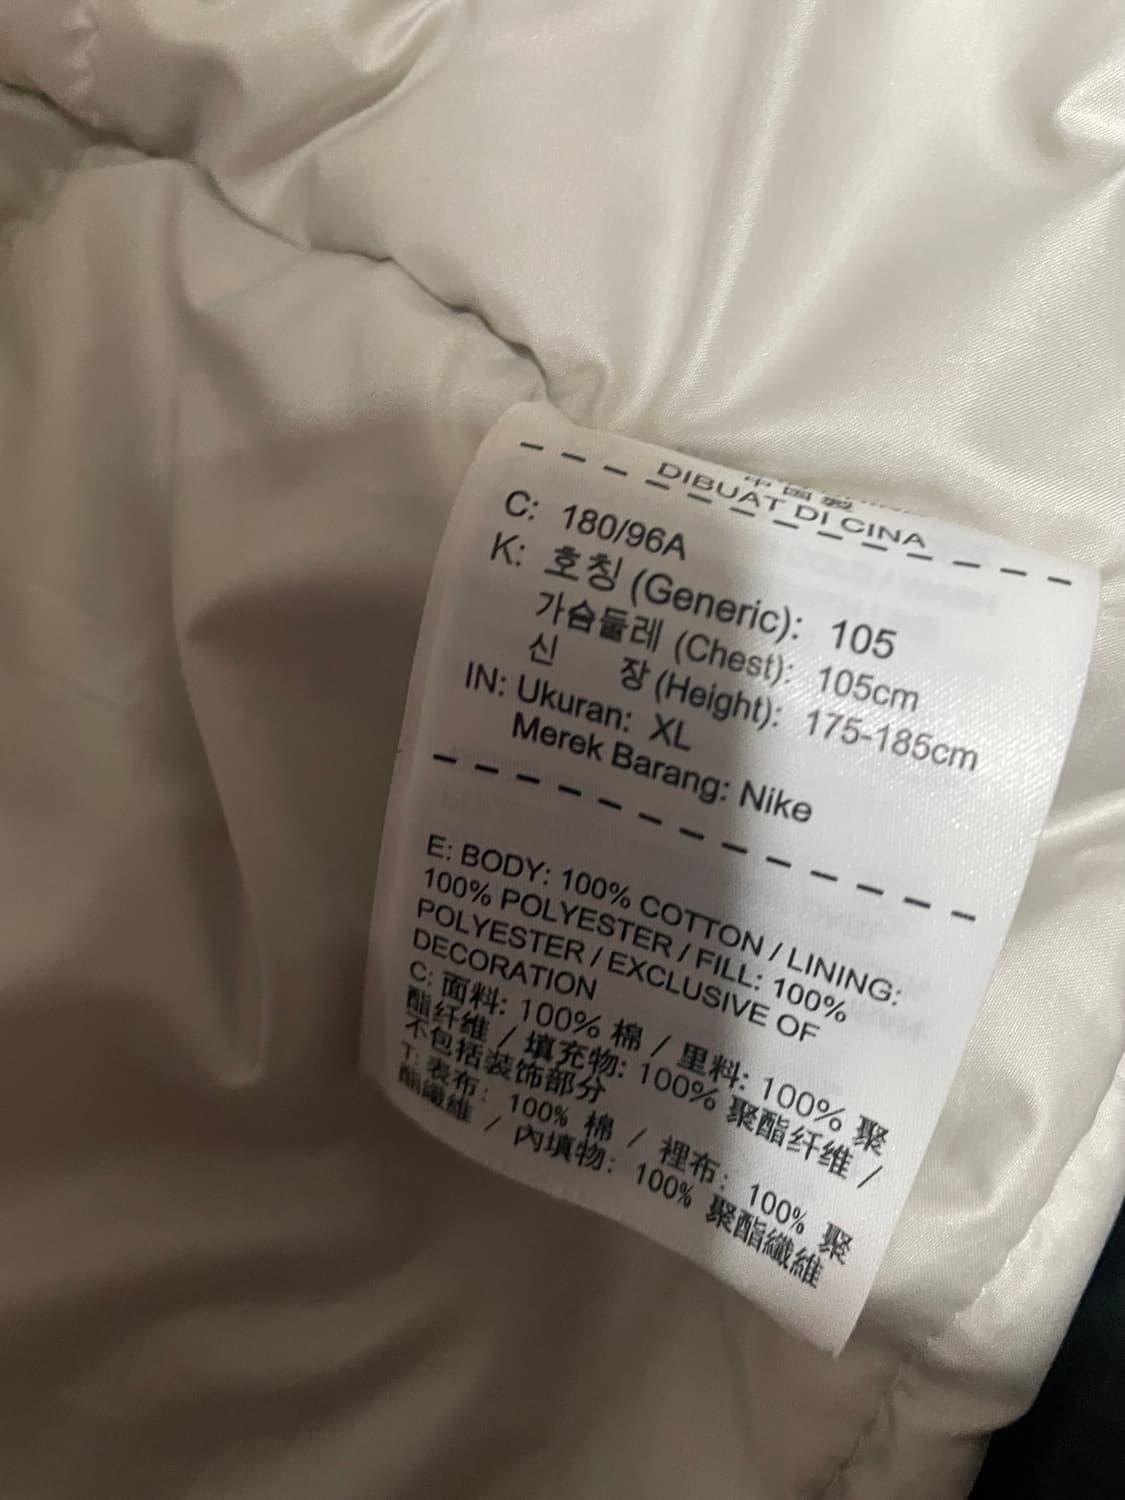 中国製
DIBUAT DI CINA
C: 180/96A
K: 호칭 (Generic): 105
가슴둘레 (Chest): 105cm
신 장 (Height): 175-185cm
IN: Ukuran: XL
Merek Barang: Nike
E: BODY: 100% COTTON / LINING:
100% POLYESTER / FILL: 100%
POLYESTER / EXCLUSIVE OF
DECORATION
C: 面料: 100% 棉 / 里料: 100% 聚
酯纤维 / 填充物: 100% 聚酯纤维 /
不包括装饰部分
T: 表布: 100% 棉 / 裡布: 100% 聚
酯纖維 / 內填物: 100% 聚酯纖維